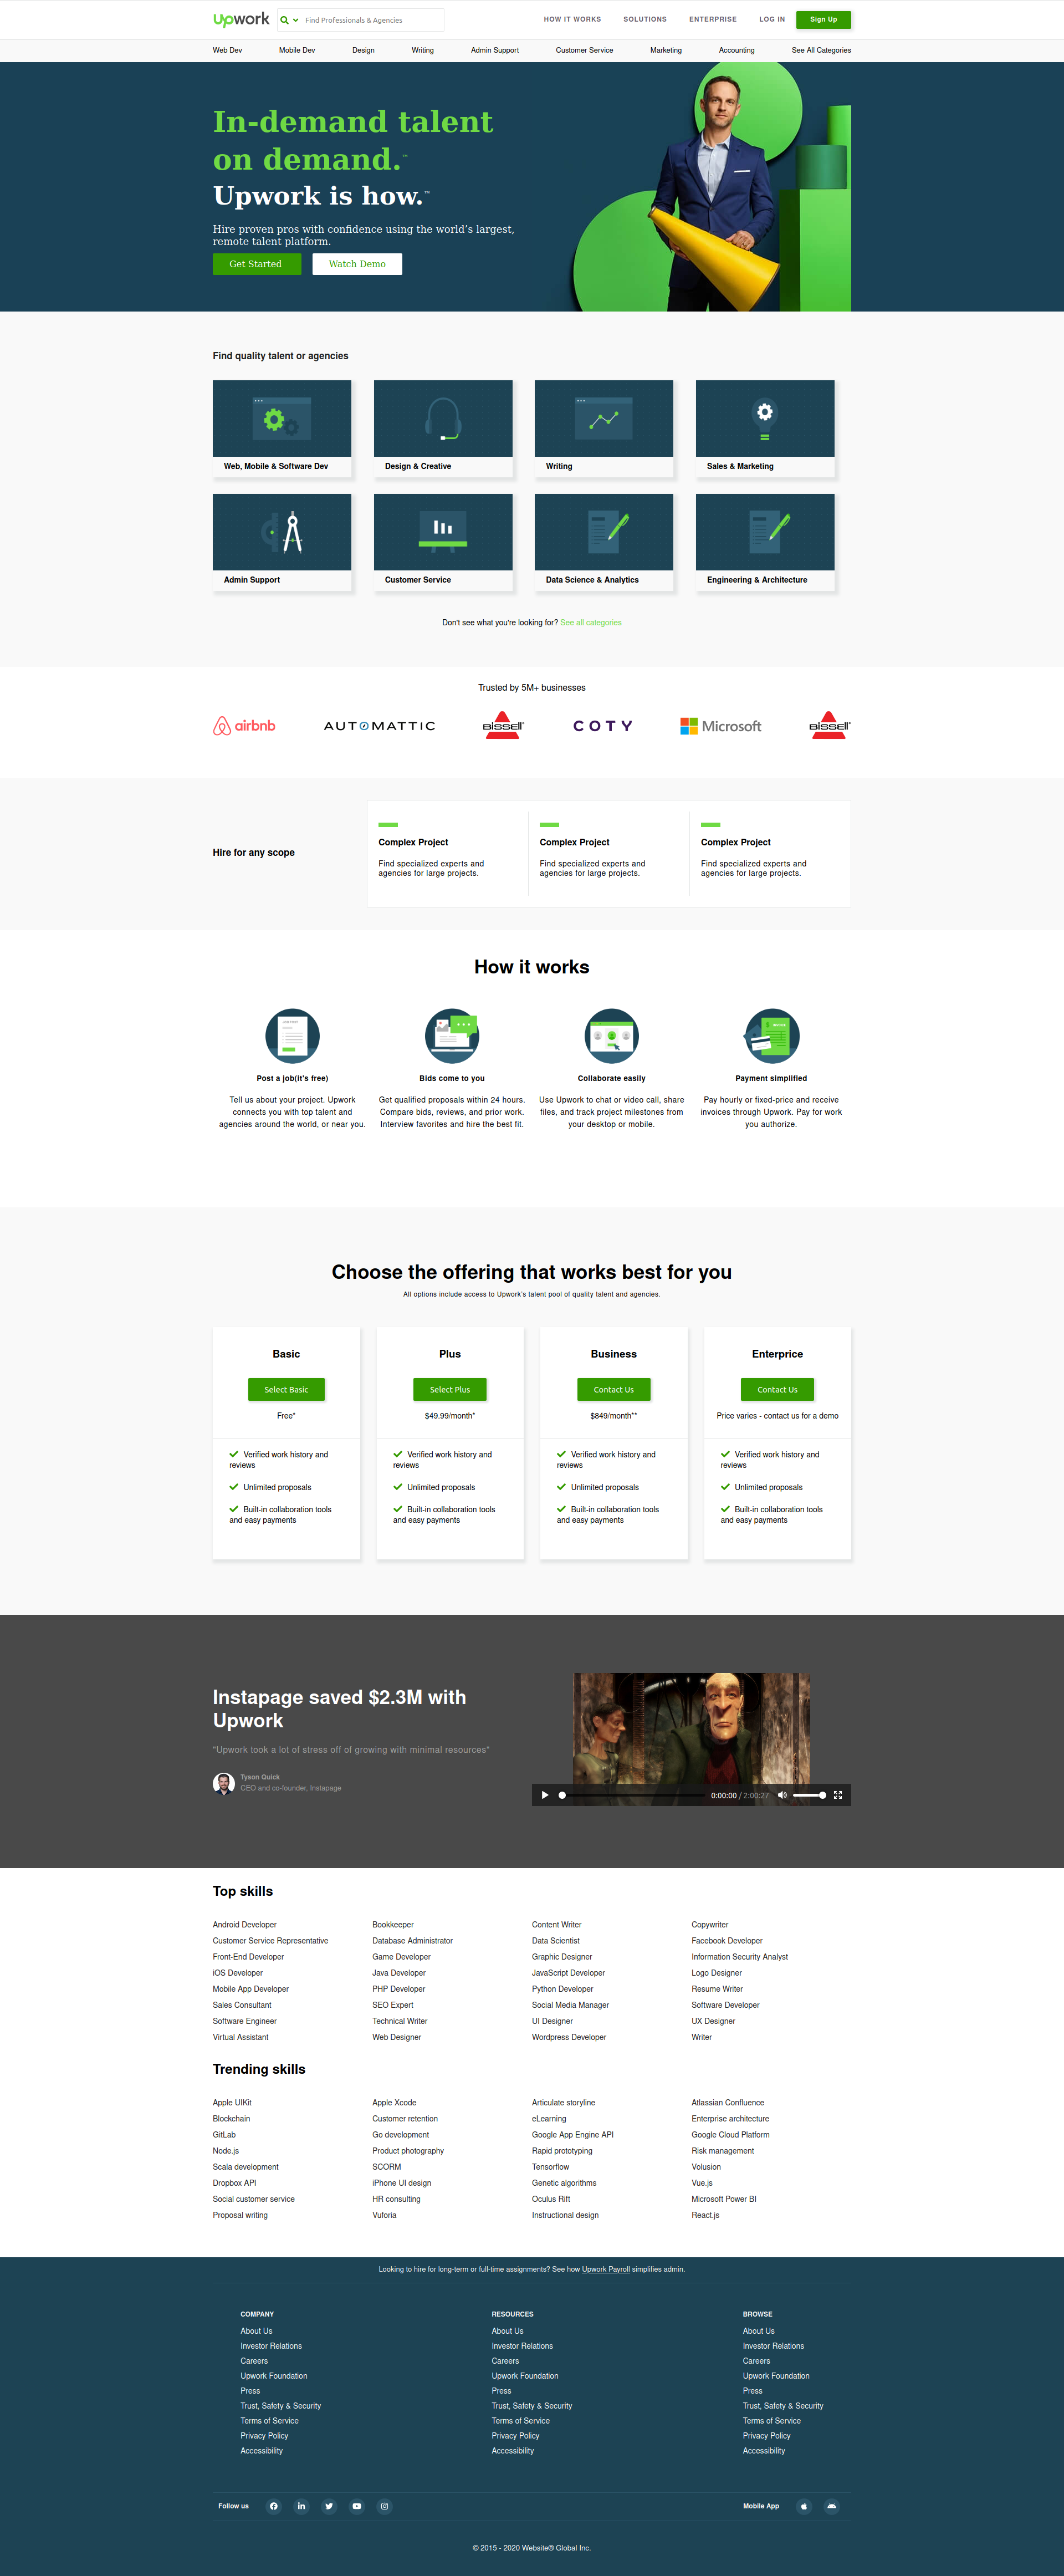 upwork
Find Professionals & Agencies
HOW IT WORKS
SOLUTIONS
ENTERPRISE
LOG IN
Sign Up
Web Dev
Mobile Dev
Design
Writing
Admin Support
Customer Service
Marketing
Accounting
See All Categories
In-demand talent
on demand.™
Upwork is how.™
Hire proven pros with confidence using the world's largest,
remote talent platform.
Get Started
Watch Demo
Find quality talent or agencies
Web, Mobile & Software Dev
Design & Creative
Writing
Sales & Marketing
Admin Support
Customer Service
Data Science & Analytics
Engineering & Architecture
Don't see what you're looking for? See all categories
Trusted by 5M+ businesses
airbnb
AUTOMATTIC
BISSELL
COTY
Microsoft
BISSELL
Hire for any scope
Complex Project
Find specialized experts and
agencies for large projects.
Complex Project
Find specialized experts and
agencies for large projects.
Complex Project
Find specialized experts and
agencies for large projects.
How it works
Post a job(it's free)
Tell us about your project. Upwork
connects you with top talent and
agencies around the world, or near you.
Bids come to you
Get qualified proposals within 24 hours.
Compare bids, reviews, and prior work.
Interview favorites and hire the best fit.
Collaborate easily
Use Upwork to chat or video call, share
files, and track project milestones from
your desktop or mobile.
Payment simplified
Pay hourly or fixed-price and receive
invoices through Upwork. Pay for work
you authorize.
Choose the offering that works best for you
All options include access to Upwork's talent pool of quality talent and agencies.
Basic
Select Basic
Free*
Verified work history and
reviews
Unlimited proposals
Built-in collaboration tools
and easy payments
Plus
Select Plus
$49.99/month*
Verified work history and
reviews
Unlimited proposals
Built-in collaboration tools
and easy payments
Business
Contact Us
$849/month**
Verified work history and
reviews
Unlimited proposals
Built-in collaboration tools
and easy payments
Enterprice
Contact Us
Price varies - contact us for a demo
Verified work history and
reviews
Unlimited proposals
Built-in collaboration tools
and easy payments
Instapage saved $2.3M with
Upwork
"Upwork took a lot of stress off of growing with minimal resources"
Tyson Quick
CEO and co-founder, Instapage
0:00:00 / 2:00:27
Top skills
Android Developer
Bookkeeper
Content Writer
Copywriter
Customer Service Representative
Database Administrator
Data Scientist
Facebook Developer
Front-End Developer
Game Developer
Graphic Designer
Information Security Analyst
iOS Developer
Java Developer
JavaScript Developer
Logo Designer
Mobile App Developer
PHP Developer
Python Developer
Resume Writer
Sales Consultant
SEO Expert
Social Media Manager
Software Developer
Software Engineer
Technical Writer
UI Designer
UX Designer
Virtual Assistant
Web Designer
Wordpress Developer
Writer
Trending skills
Apple UIKit
Apple Xcode
Articulate storyline
Atlassian Confluence
Blockchain
Customer retention
eLearning
Enterprise architecture
GitLab
Go development
Google App Engine API
Google Cloud Platform
Node.js
Product photography
Rapid prototyping
Risk management
Scala development
SCORM
Tensorflow
Volusion
Dropbox API
iPhone UI design
Genetic algorithms
Vue.js
Social customer service
HR consulting
Oculus Rift
Microsoft Power BI
Proposal writing
Vuforia
Instructional design
React.js
Looking to hire for long-term or full-time assignments? See how Upwork Payroll simplifies admin.
COMPANY
About Us
Investor Relations
Careers
Upwork Foundation
Press
Trust, Safety & Security
Terms of Service
Privacy Policy
Accessibility
RESOURCES
About Us
Investor Relations
Careers
Upwork Foundation
Press
Trust, Safety & Security
Terms of Service
Privacy Policy
Accessibility
BROWSE
About Us
Investor Relations
Careers
Upwork Foundation
Press
Trust, Safety & Security
Terms of Service
Privacy Policy
Accessibility
Follow us
Mobile App
© 2015 - 2020 Website® Global Inc.